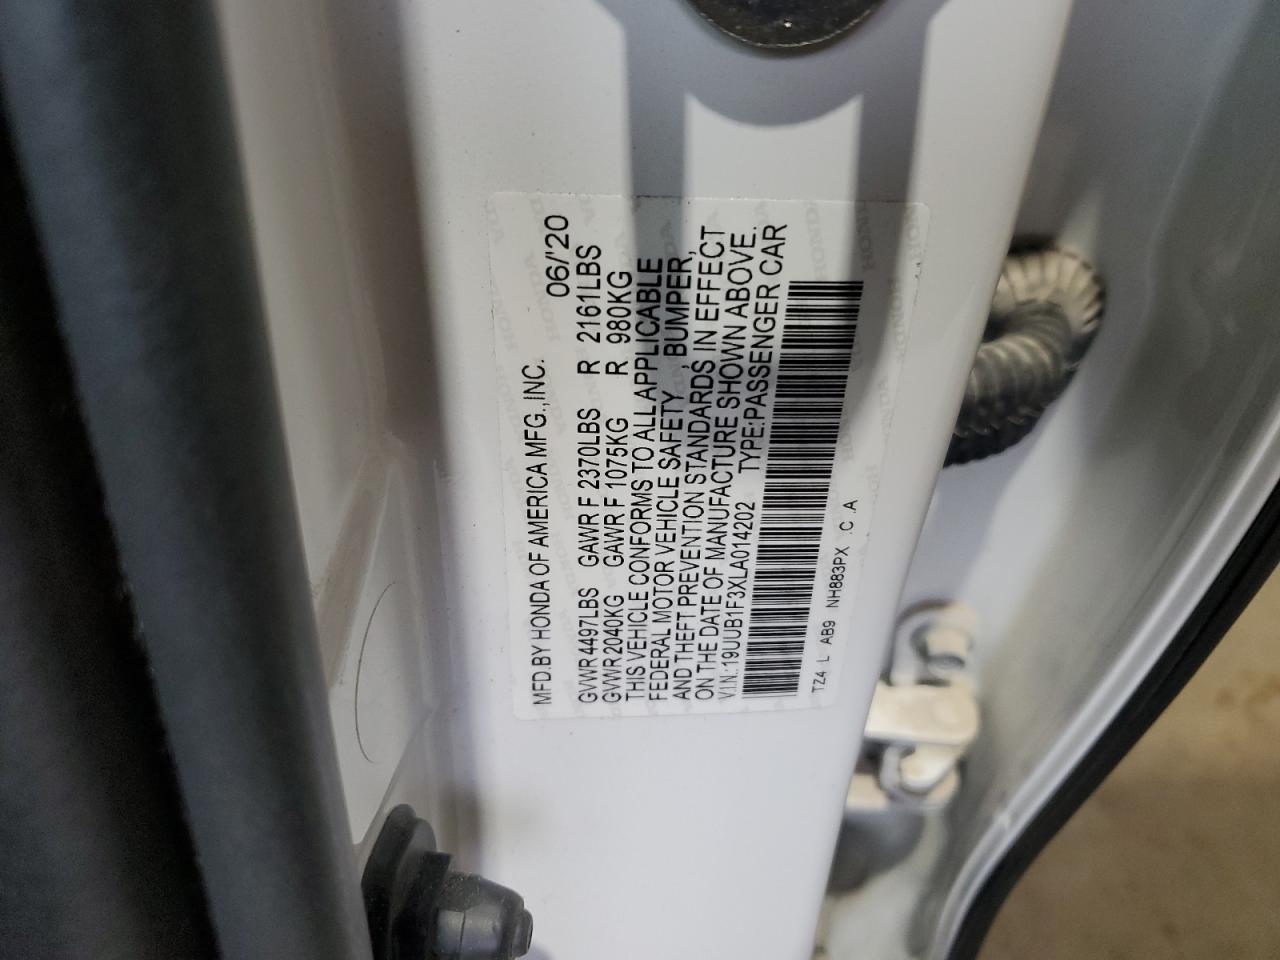 MFD.BY HONDA OF AMERICA MFG.,INC. 06/'20
GVWR 4497LBS GAWR F 2370LBS R 2161LBS
GVWR 2040KG GAWR F 1075KG R 980KG
THIS VEHICLE CONFORMS TO ALL APPLICABLE
FEDERAL MOTOR VEHICLE SAFETY , BUMPER,
AND THEFT PREVENTION STANDARDS IN EFFECT
ON THE DATE OF MANUFACTURE SHOWN ABOVE.
V.I.N.:19UUB1F3XLA014202 TYPE:PASSENGER CAR
TZ4 L AB9 NH883PX .C .A